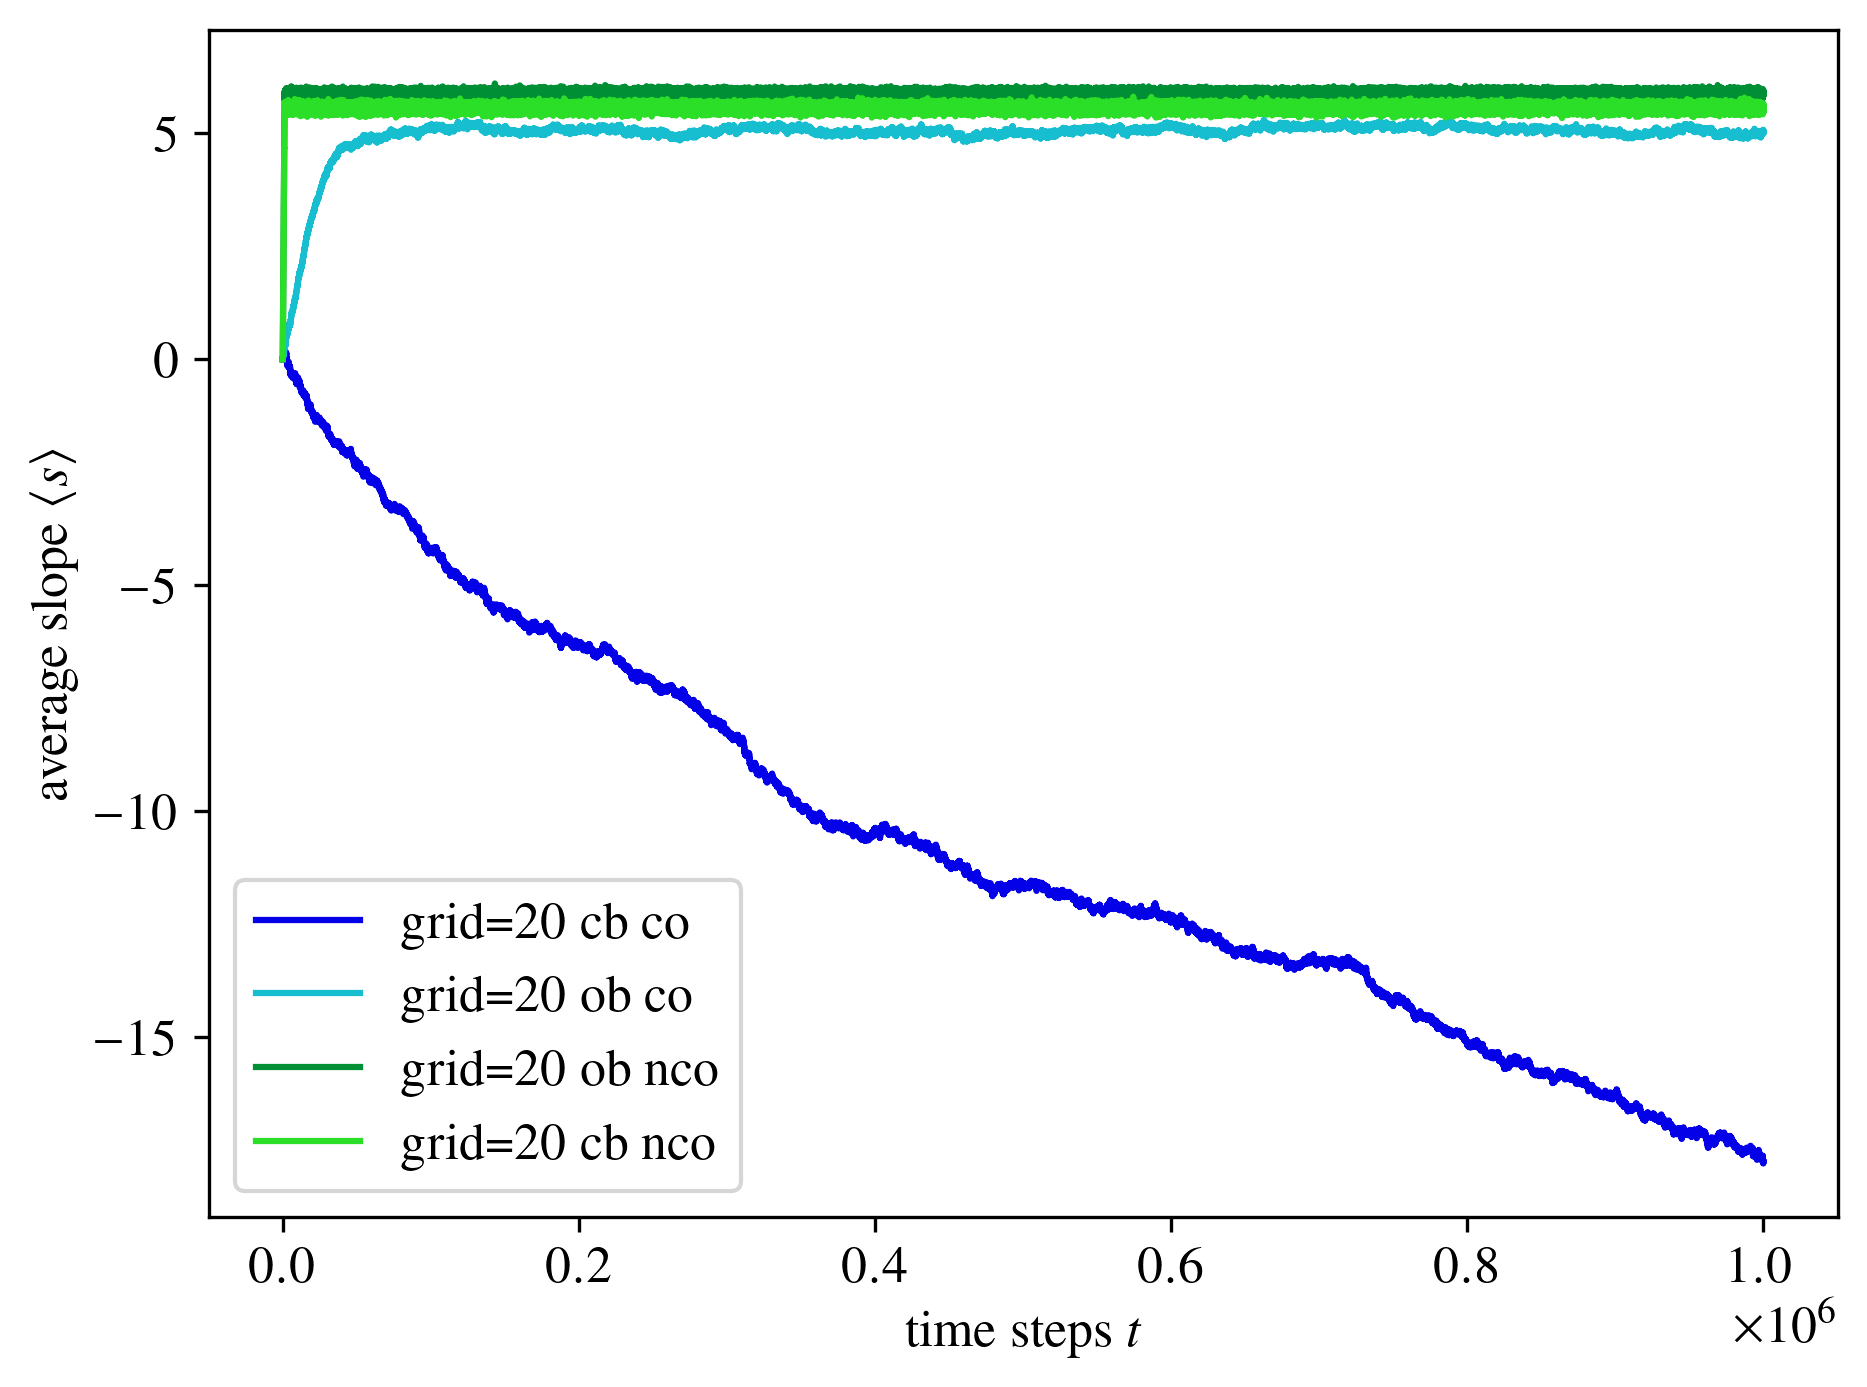 5
0
−5
−10
−15
average slope ⟨s⟩
grid=20 cb co
grid=20 ob co
grid=20 ob nco
grid=20 cb nco
0.0 0.2 0.4 0.6 0.8 1.0
×10⁶
time steps t